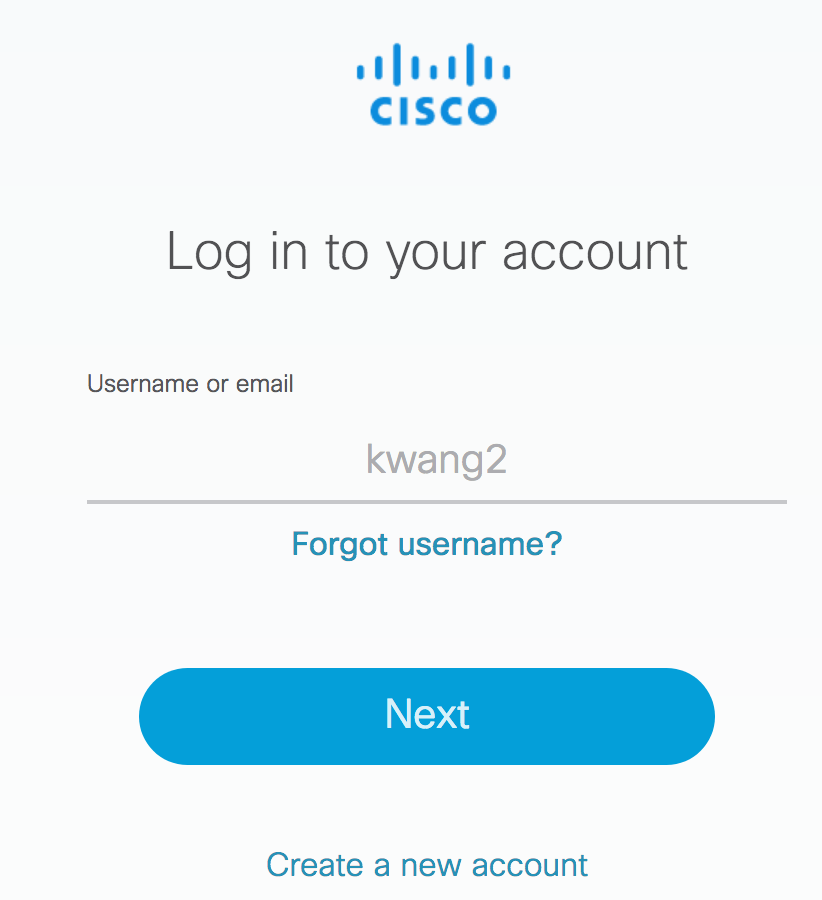 CISCO
Log in to your account
Username or email
kwang2
Forgot username?
Next
Create a new account